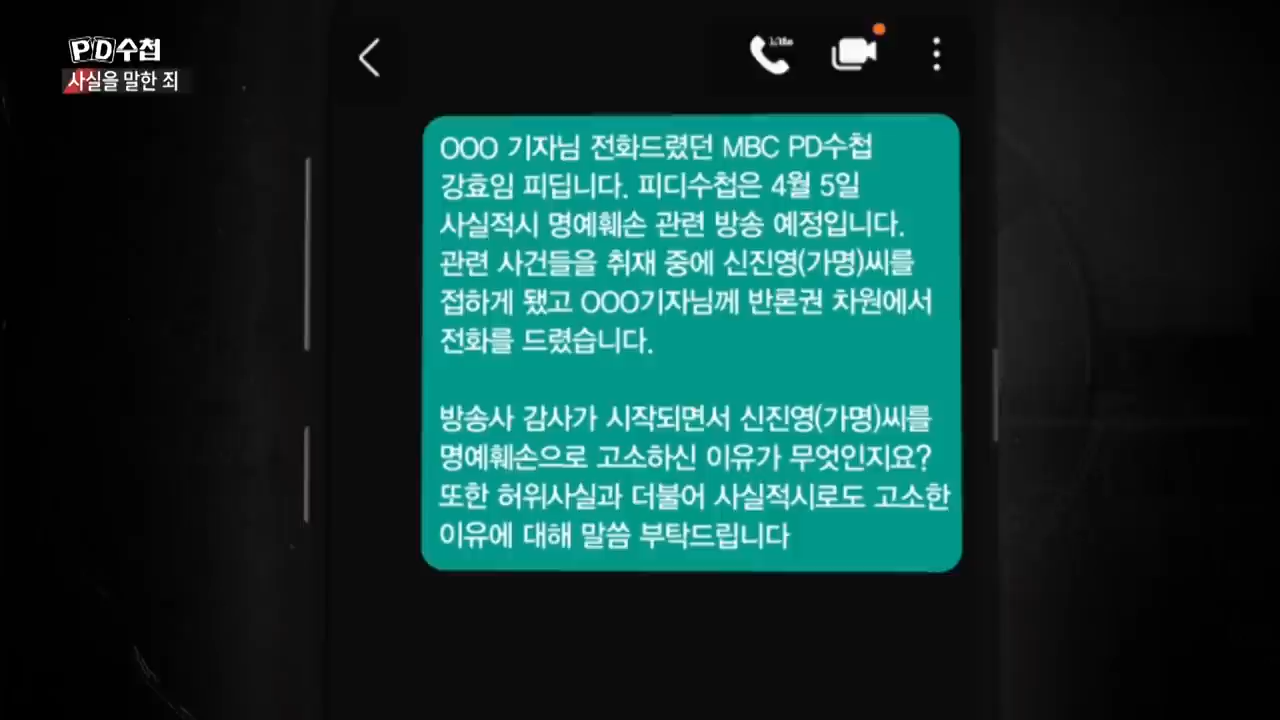 PD수첩
사실을 말한 죄
OOO 기자님 전화드렸던 MBC PD수첩
강효임 피딥니다. 피디수첩은 4월 5일
사실적시 명예훼손 관련 방송 예정입니다.
관련 사건들을 취재 중에 신진영(가명)씨를
접하게 됐고 OOO기자님께 반론권 차원에서
전화를 드렸습니다.
방송사 감사가 시작되면서 신진영(가명)씨를
명예훼손으로 고소하신 이유가 무엇인지요?
또한 허위사실과 더불어 사실적시로도 고소한
이유에 대해 말씀 부탁드립니다